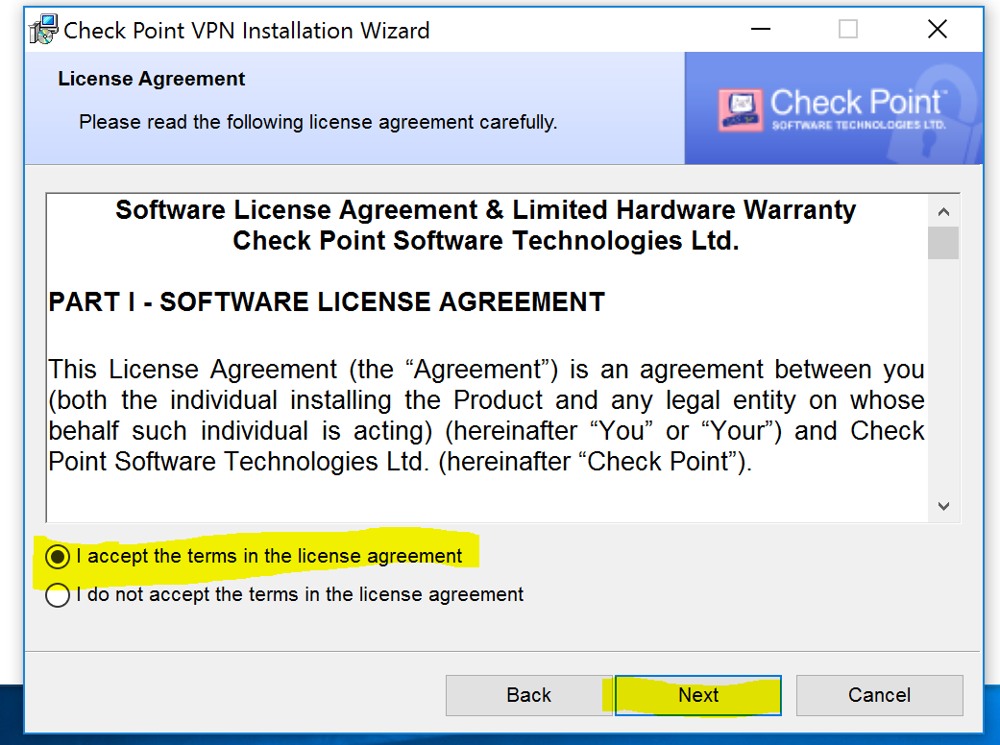 Check Point VPN Installation Wizard
License Agreement
Please read the following license agreement carefully.
Check Point™
SOFTWARE TECHNOLOGIES LTD.
Software License Agreement & Limited Hardware Warranty
Check Point Software Technologies Ltd.
PART I - SOFTWARE LICENSE AGREEMENT
This License Agreement (the “Agreement”) is an agreement between you
(both the individual installing the Product and any legal entity on whose
behalf such individual is acting) (hereinafter “You” or “Your”) and Check
Point Software Technologies Ltd. (hereinafter “Check Point”).
I accept the terms in the license agreement
I do not accept the terms in the license agreement
Back
Next
Cancel